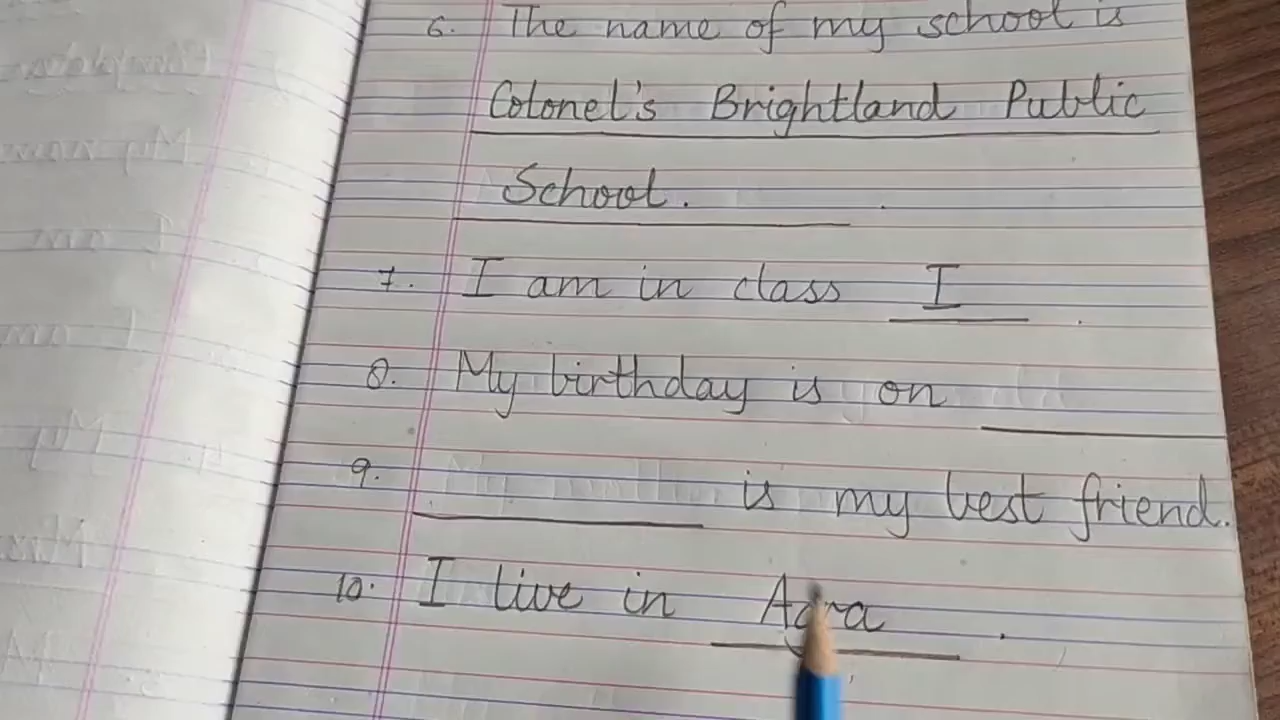 6. The name of my school is
Colonel's Brightland Public
School.
7. I am in class I.
8. My birthday is on
9. is my best friend.
10. I live in Agra.